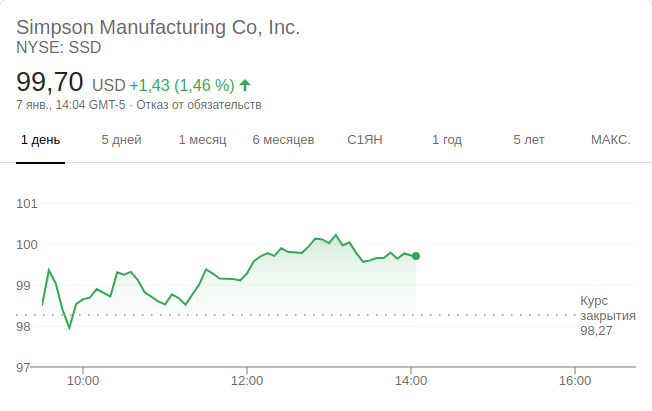 Simpson Manufacturing Co, Inc.
NYSE: SSD
99,70 USD +1,43 (1,46 %)
7 янв., 14:04 GMT-5 · Отказ от обязательств
1 день 5 дней 1 месяц 6 месяцев С1ЯН 1 год 5 лет МАКС.
101
100
99
98
97
Курс
закрытия
98,27
10:00 12:00 14:00 16:00